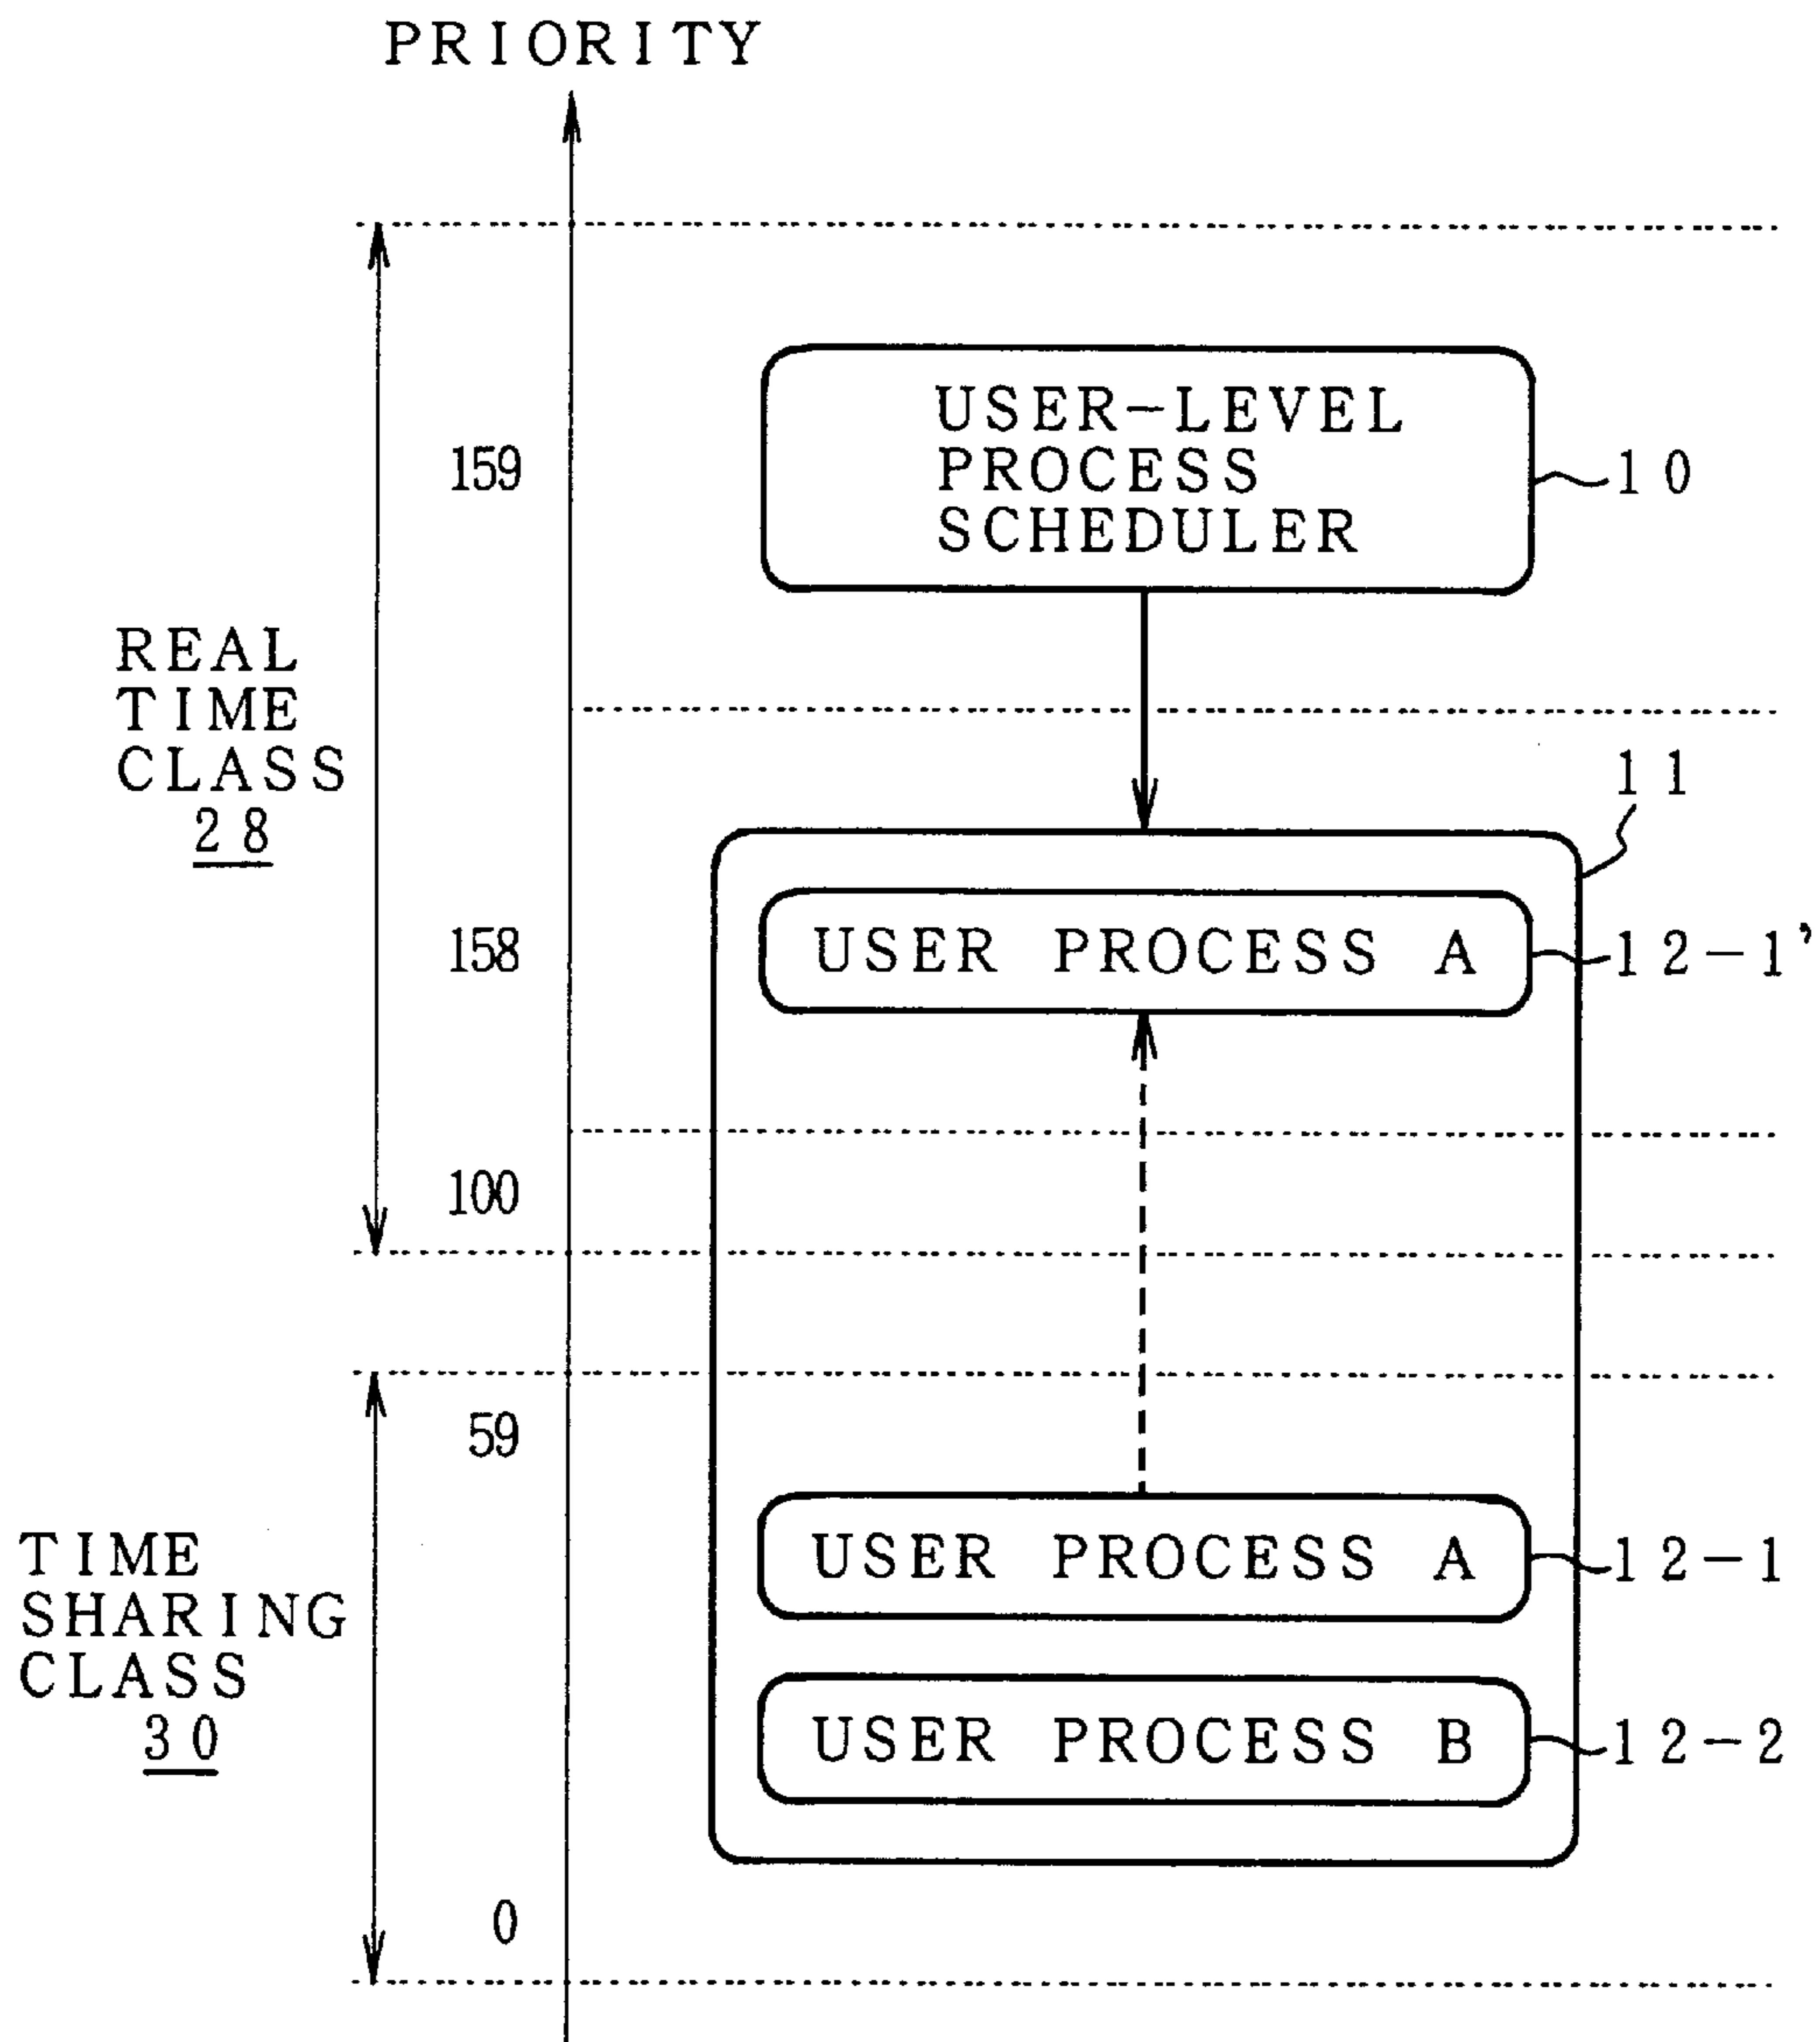 PRIORITY
159
USER-LEVEL
PROCESS
SCHEDULER
10
REAL
TIME
CLASS
28
11
158
USER PROCESS A
12-1'
100
59
TIME
SHARING
CLASS
30
USER PROCESS A
12-1
USER PROCESS B
12-2
0